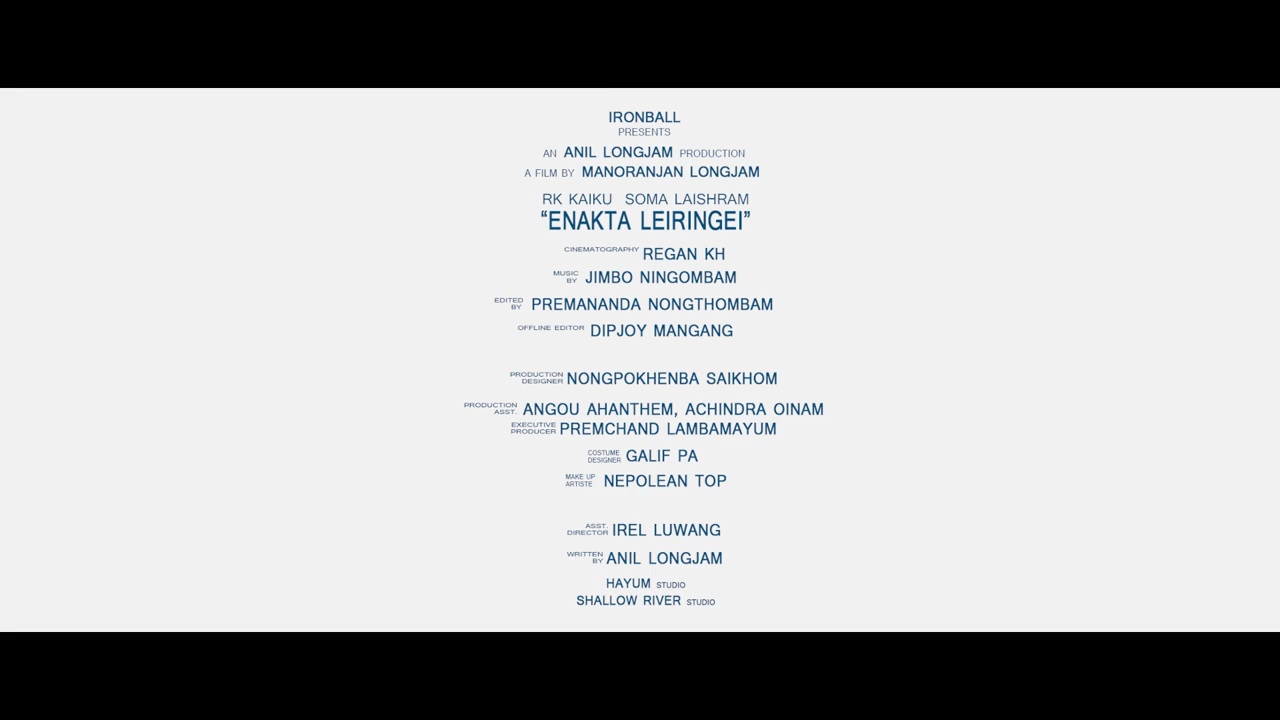 IRONBALL
PRESENTS
AN ANIL LONGJAM PRODUCTION
A FILM BY MANORANJAN LONGJAM
RK KAIKU SOMA LAISHRAM
“ENAKTA LEIRINGEI”
CINEMATOGRAPHY REGAN KH
MUSIC BY JIMBO NINGOMBAM
EDITED BY PREMANANDA NONGTHOMBAM
OFFLINE EDITOR DIPJOY MANGANG
PRODUCTION DESIGNER NONGPOKHENBA SAIKHOM
PRODUCTION ASST. ANGOU AHANTHEM, ACHINDRA OINAM
EXECUTIVE PRODUCER PREMCHAND LAMBAMAYUM
COSTUME DESIGNER GALIF PA
MAKE UP ARTISTE NEPOLEAN TOP
ASST. DIRECTOR IREL LUWANG
WRITTEN BY ANIL LONGJAM
HAYUM STUDIO
SHALLOW RIVER STUDIO